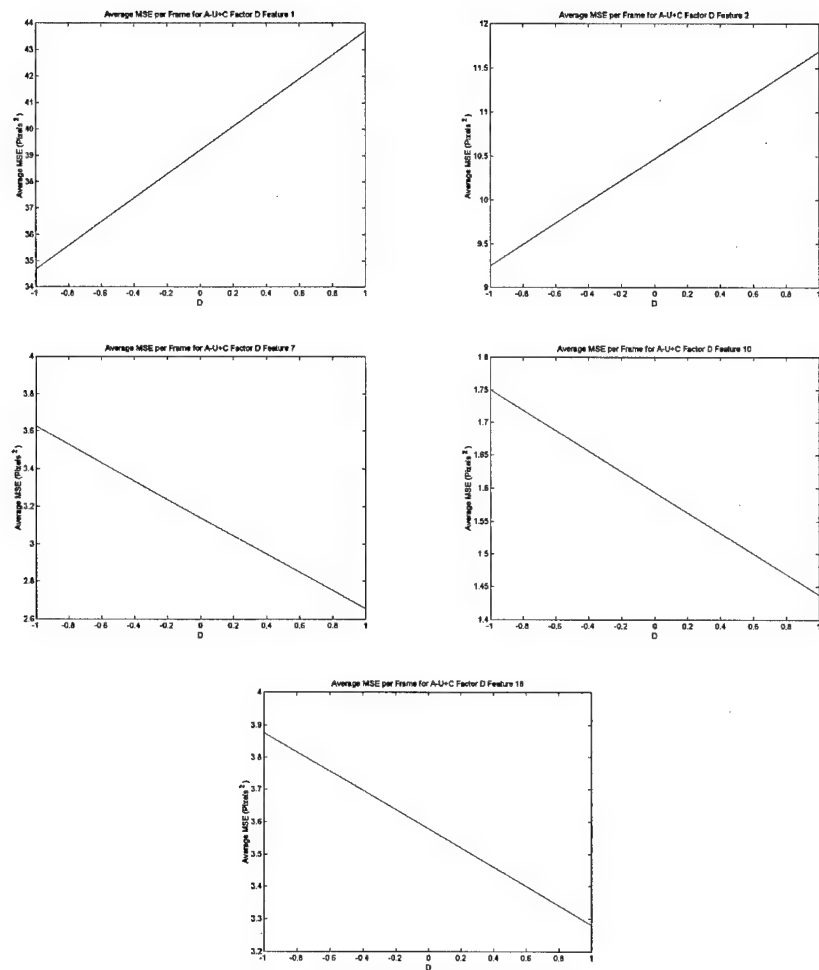 Average MSE per Frame for A-U+C Factor D Feature 1
Average MSE (Pixels ²)
44
43
42
41
40
39
38
37
36
35
34
-1 -0.8 -0.6 -0.4 -0.2 0 0.2 0.4 0.6 0.8 1
D
Average MSE per Frame for A-U+C Factor D Feature 2
Average MSE (Pixels ²)
12
11.5
11
10.5
10
9.5
9
-1 -0.8 -0.6 -0.4 -0.2 0 0.2 0.4 0.6 0.8 1
D
Average MSE per Frame for A-U+C Factor D Feature 7
Average MSE (Pixels ²)
4
3.8
3.6
3.4
3.2
3
2.8
2.6
-1 -0.8 -0.6 -0.4 -0.2 0 0.2 0.4 0.6 0.8 1
D
Average MSE per Frame for A-U+C Factor D Feature 10
Average MSE (Pixels ²)
1.8
1.75
1.7
1.65
1.6
1.55
1.5
1.45
1.4
-1 -0.8 -0.6 -0.4 -0.2 0 0.2 0.4 0.6 0.8 1
D
Average MSE per Frame for A-U+C Factor D Feature 18
Average MSE (Pixels ²)
4
3.9
3.8
3.7
3.6
3.5
3.4
3.3
3.2
-1 -0.8 -0.6 -0.4 -0.2 0 0.2 0.4 0.6 0.8 1
D